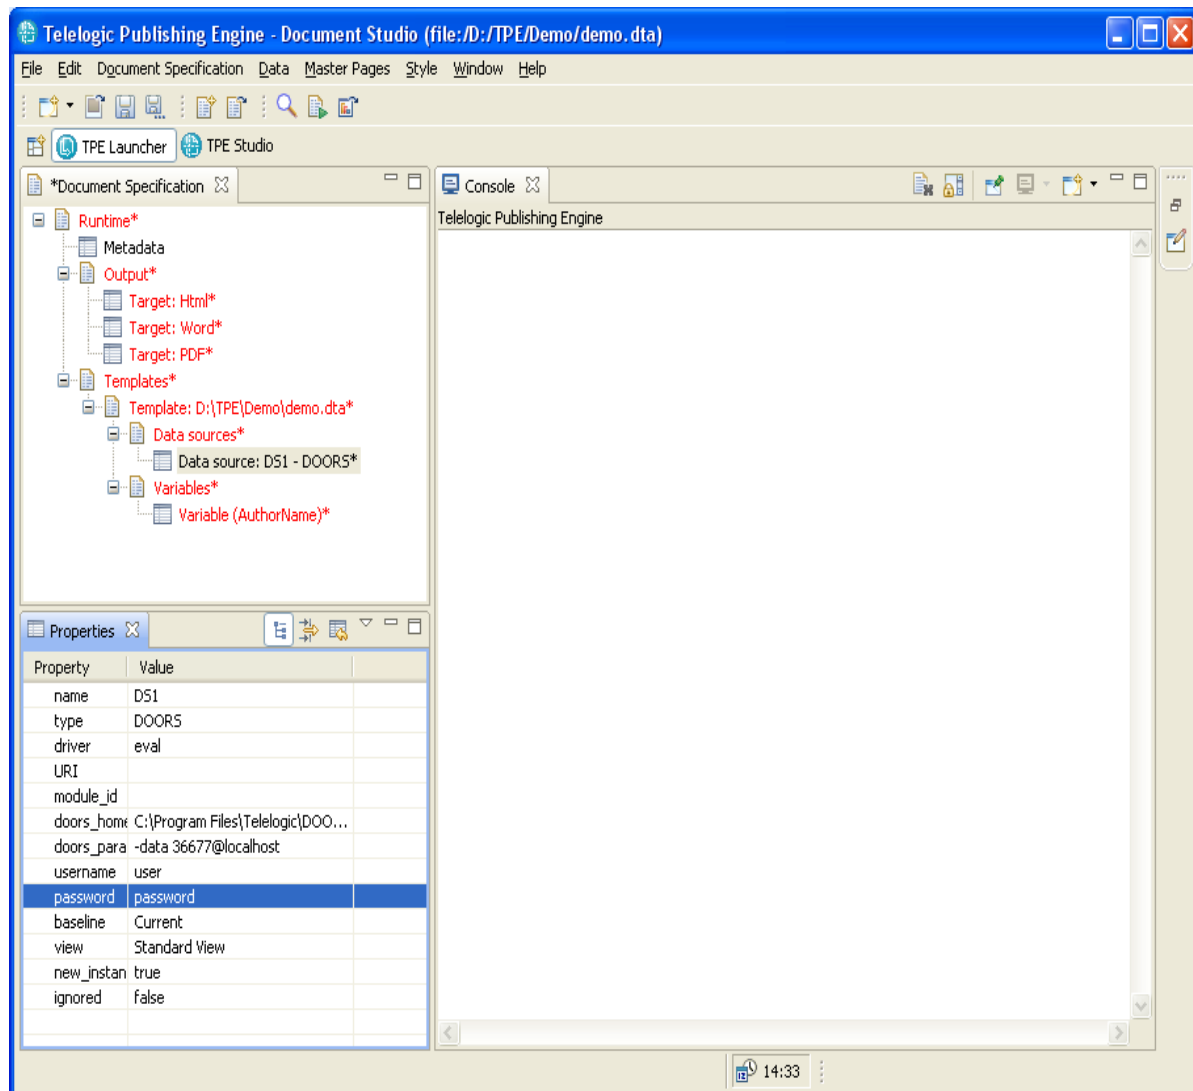 Telelogic Publishing Engine - Document Studio (file:/D:/TPE/Demo/demo.dta)
File Edit Document Specification Data Master Pages Style Window Help
TPE Launcher TPE Studio
*Document Specification
Runtime*
Metadata
Output*
Target: Html*
Target: Word*
Target: PDF*
Templates*
Template: D:\TPE\Demo\demo.dta*
Data sources*
Data source: DS1 - DOORS*
Variables*
Variable (AuthorName)*
Console
Telelogic Publishing Engine
Properties
Property Value
name DS1
type DOORS
driver eval
URI
module_id
doors_home C:\Program Files\Telelogic\DOO...
doors_para -data 36677@localhost
username user
password password
baseline Current
view Standard View
new_instan true
ignored false
14:33